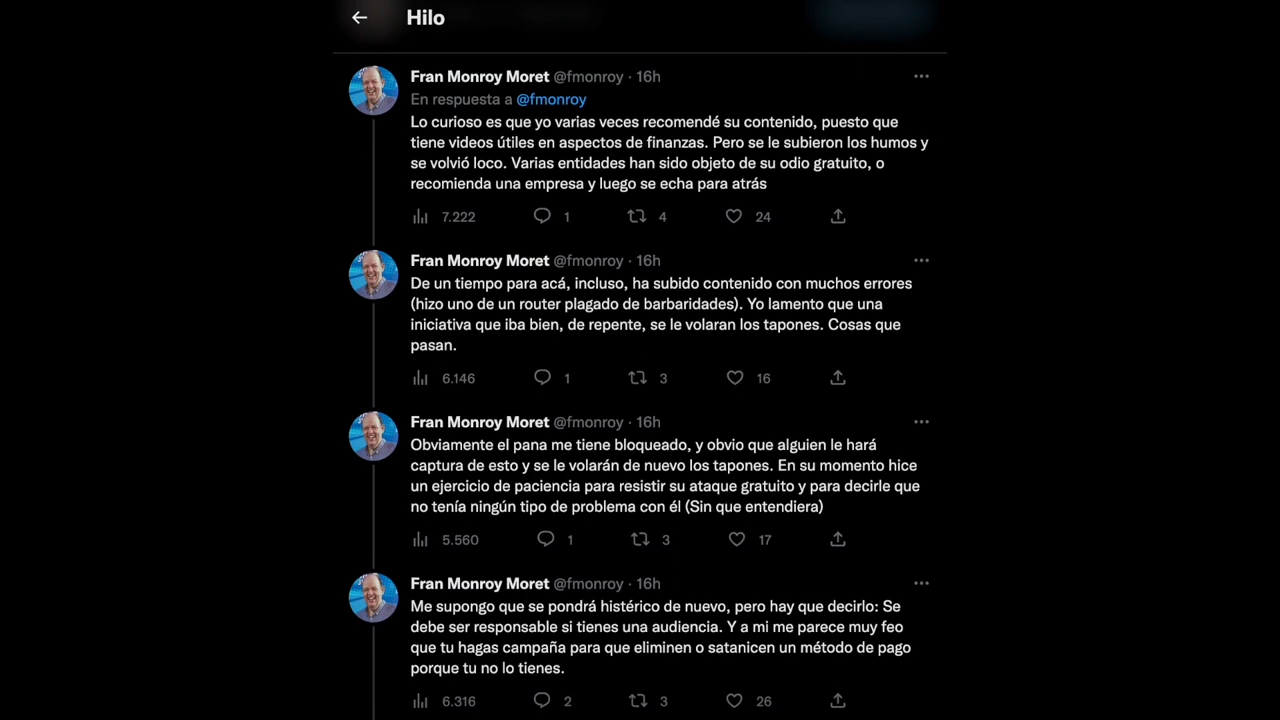 Hilo
Fran Monroy Moret @fmonroy · 16h
En respuesta a @fmonroy
Lo curioso es que yo varias veces recomendé su contenido, puesto que
tiene videos útiles en aspectos de finanzas. Pero se le subieron los humos y
se volvió loco. Varias entidades han sido objeto de su odio gratuito, o
recomienda una empresa y luego se echa para atrás
7.222 1 4 24
Fran Monroy Moret @fmonroy · 16h
De un tiempo para acá, incluso, ha subido contenido con muchos errores
(hizo uno de un router plagado de barbaridades). Yo lamento que una
iniciativa que iba bien, de repente, se le volaran los tapones. Cosas que
pasan.
6.146 1 3 16
Fran Monroy Moret @fmonroy · 16h
Obviamente el pana me tiene bloqueado, y obvio que alguien le hará
captura de esto y se le volarán de nuevo los tapones. En su momento hice
un ejercicio de paciencia para resistir su ataque gratuito y para decirle que
no tenía ningún tipo de problema con él (Sin que entendiera)
5.560 1 3 17
Fran Monroy Moret @fmonroy · 16h
Me supongo que se pondrá histérico de nuevo, pero hay que decirlo: Se
debe ser responsable si tienes una audiencia. Y a mi me parece muy feo
que tu hagas campaña para que eliminen o satanicen un método de pago
porque tu no lo tienes.
6.316 2 3 26